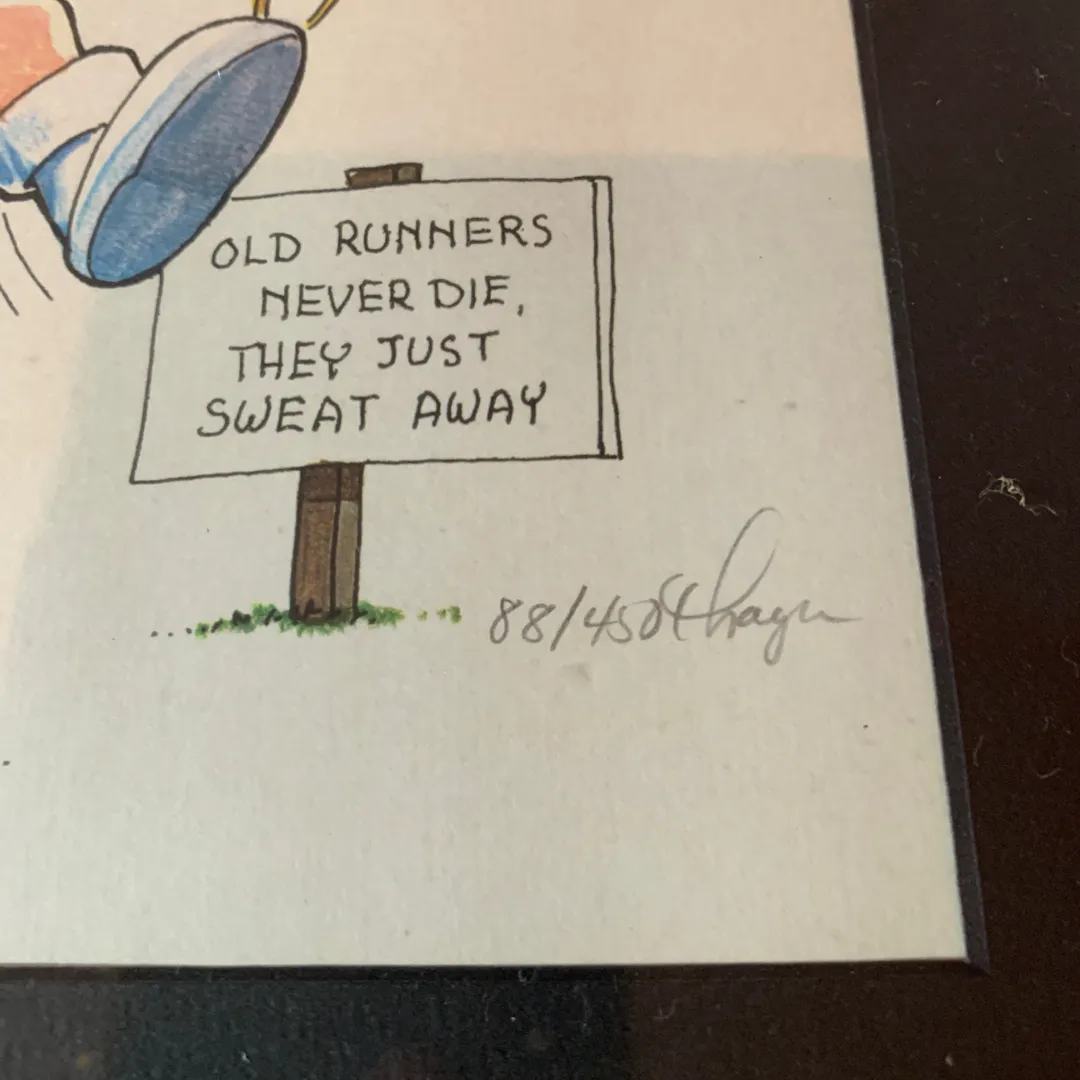 OLD RUNNERS
NEVER DIE,
THEY JUST
SWEAT AWAY
88/450